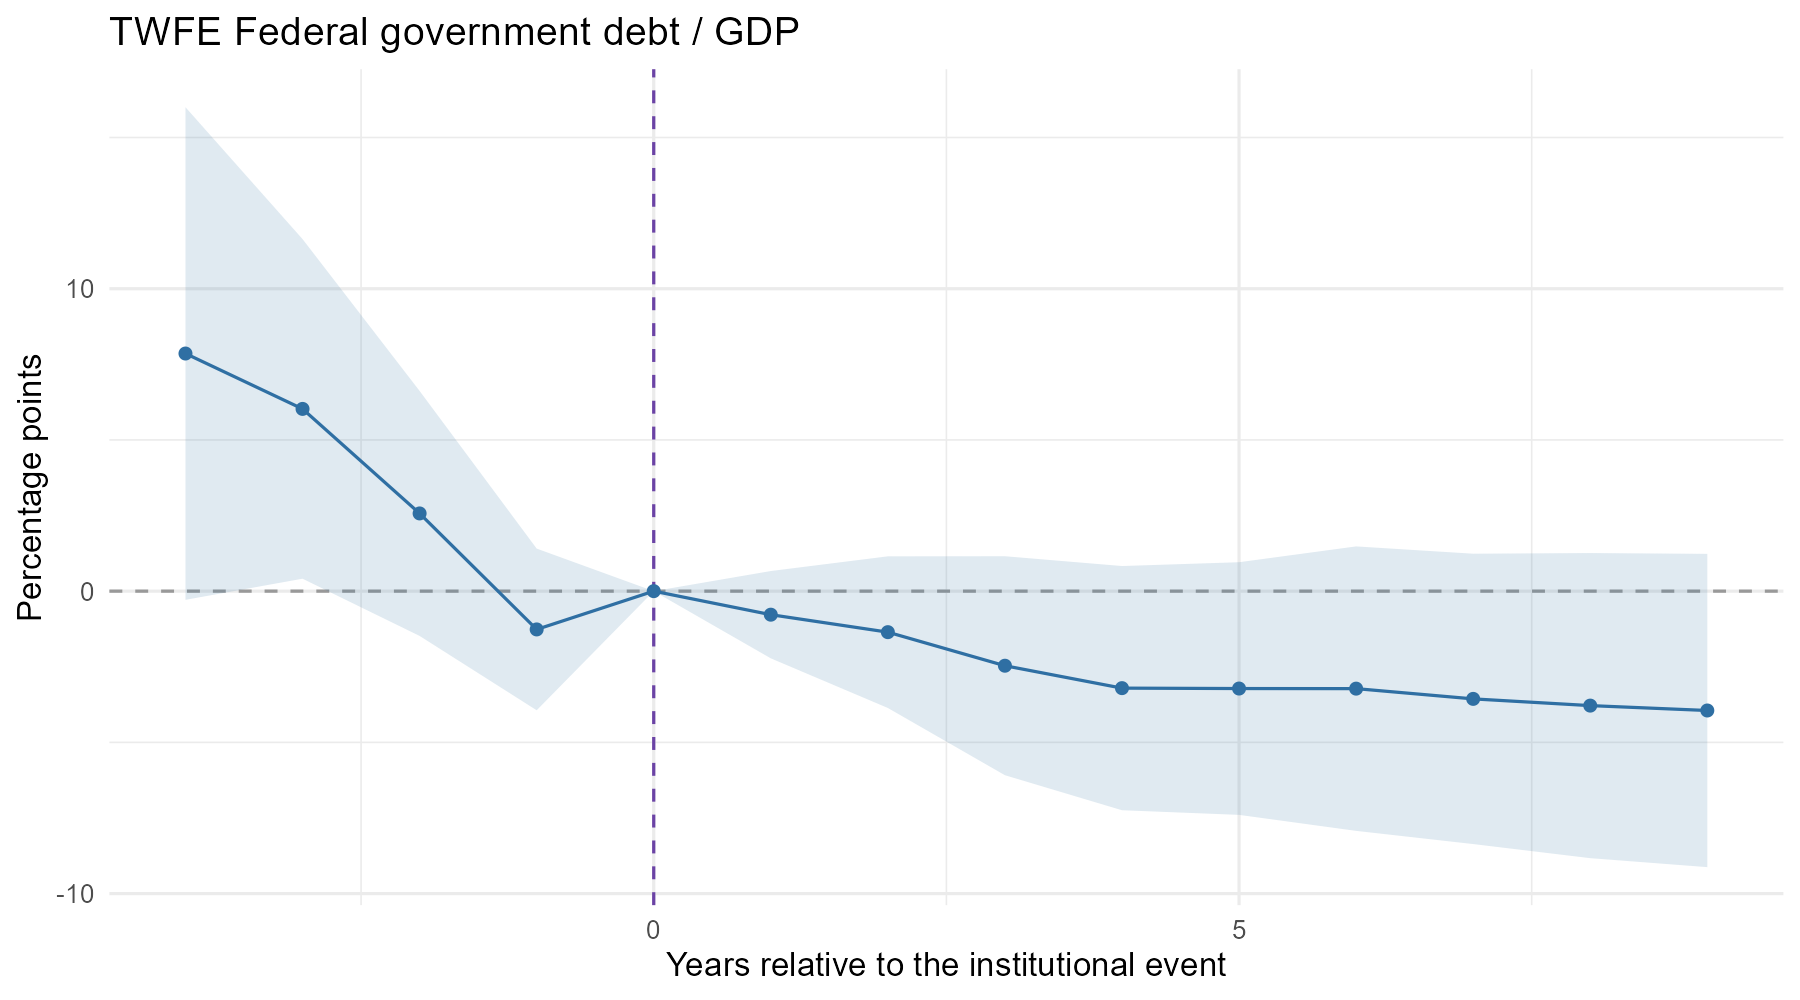 TWFE Federal government debt / GDP
Percentage points
10
0
-10
0
5
Years relative to the institutional event